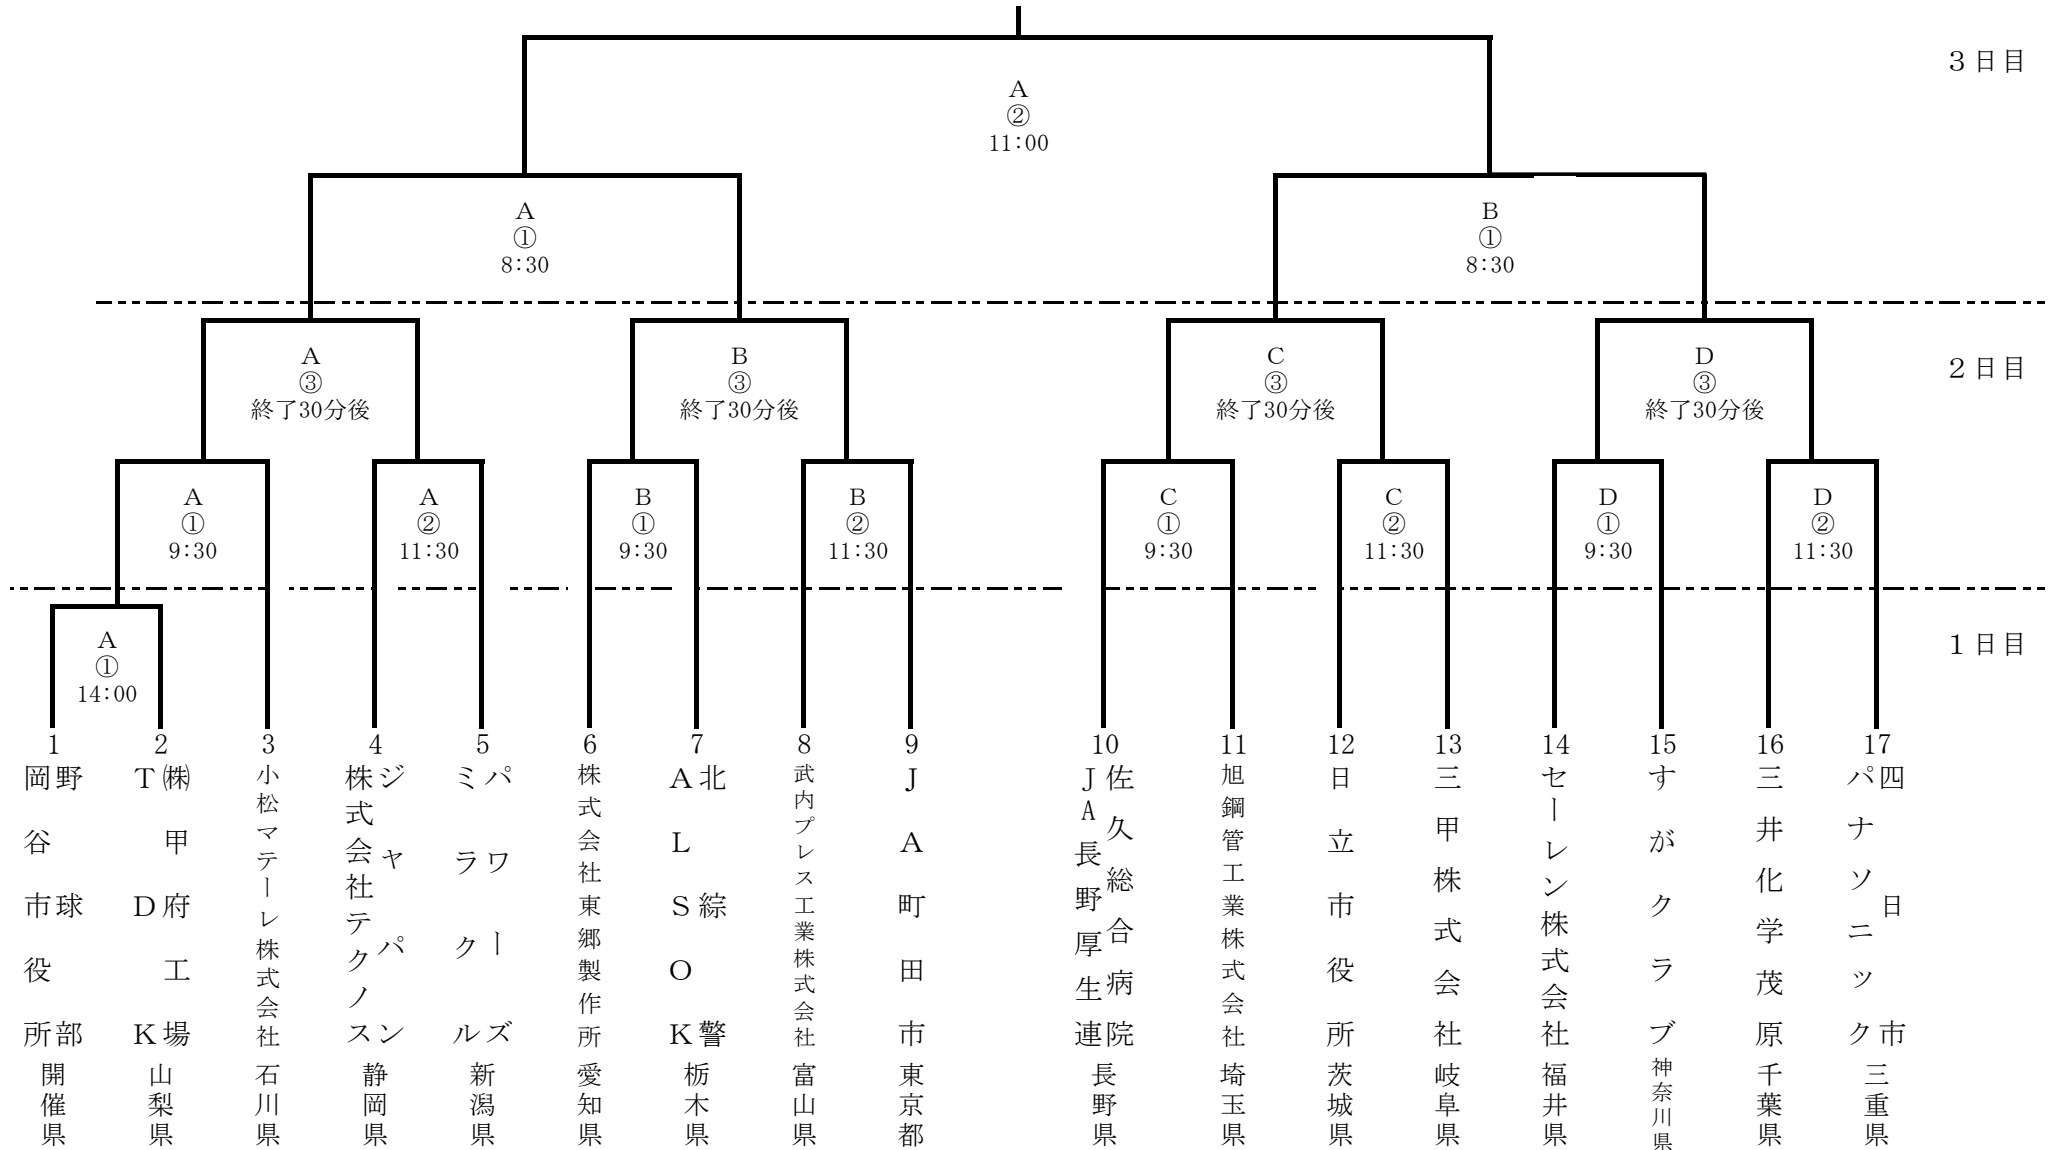 3日目
A
②
11:00
A
①
8:30
B
①
8:30
2日目
A
③
終了30分後
B
③
終了30分後
C
③
終了30分後
D
③
終了30分後
A
①
9:30
A
②
11:30
B
①
9:30
B
②
11:30
C
①
9:30
C
②
11:30
D
①
9:30
D
②
11:30
1日目
A
①
14:00
1
岡谷市役所
野球部
開催県
2
TDK
㈱甲府工場
山梨県
3
小松マテーレ株式会社
石川県
4
株式会社テクノス
ジャパン
静岡県
5
ミラクル
パワーズ
新潟県
6
株式会社東郷製作所
愛知県
7
ALSOK
北綜警
栃木県
8
武内プレス工業株式会社
富山県
9
JA町田市
東京都
10
JA長野厚生連
佐久総合病院
長野県
11
旭鋼管工業株式会社
埼玉県
12
日立市役所
茨城県
13
三甲株式会社
岐阜県
14
セーレン株式会社
福井県
15
すがクラブ
神奈川県
16
三井化学茂原
千葉県
17
パナソニック
四日市
三重県